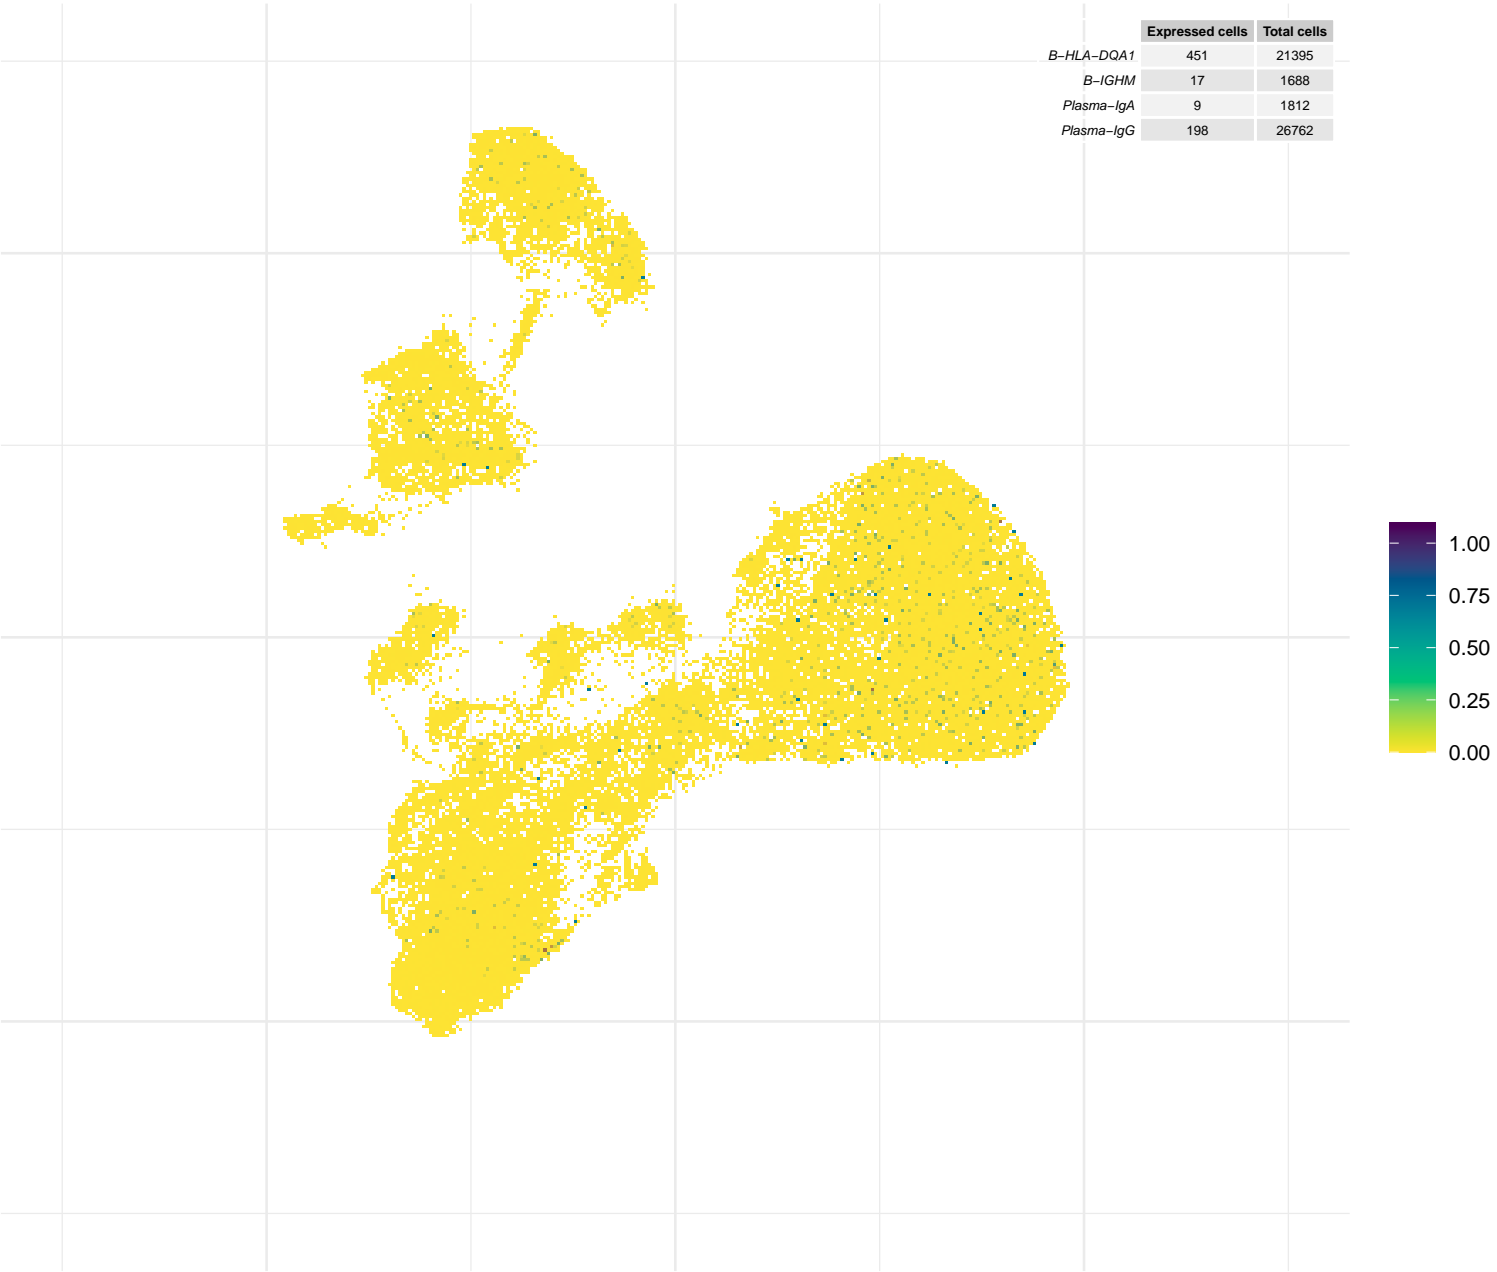 Expressed cells Total cells
B−HLA−DQA1 451 21395
B−IGHM 17 1688
Plasma−IgA 9 1812
Plasma−IgG 198 26762
1.00
0.75
0.50
0.25
0.00